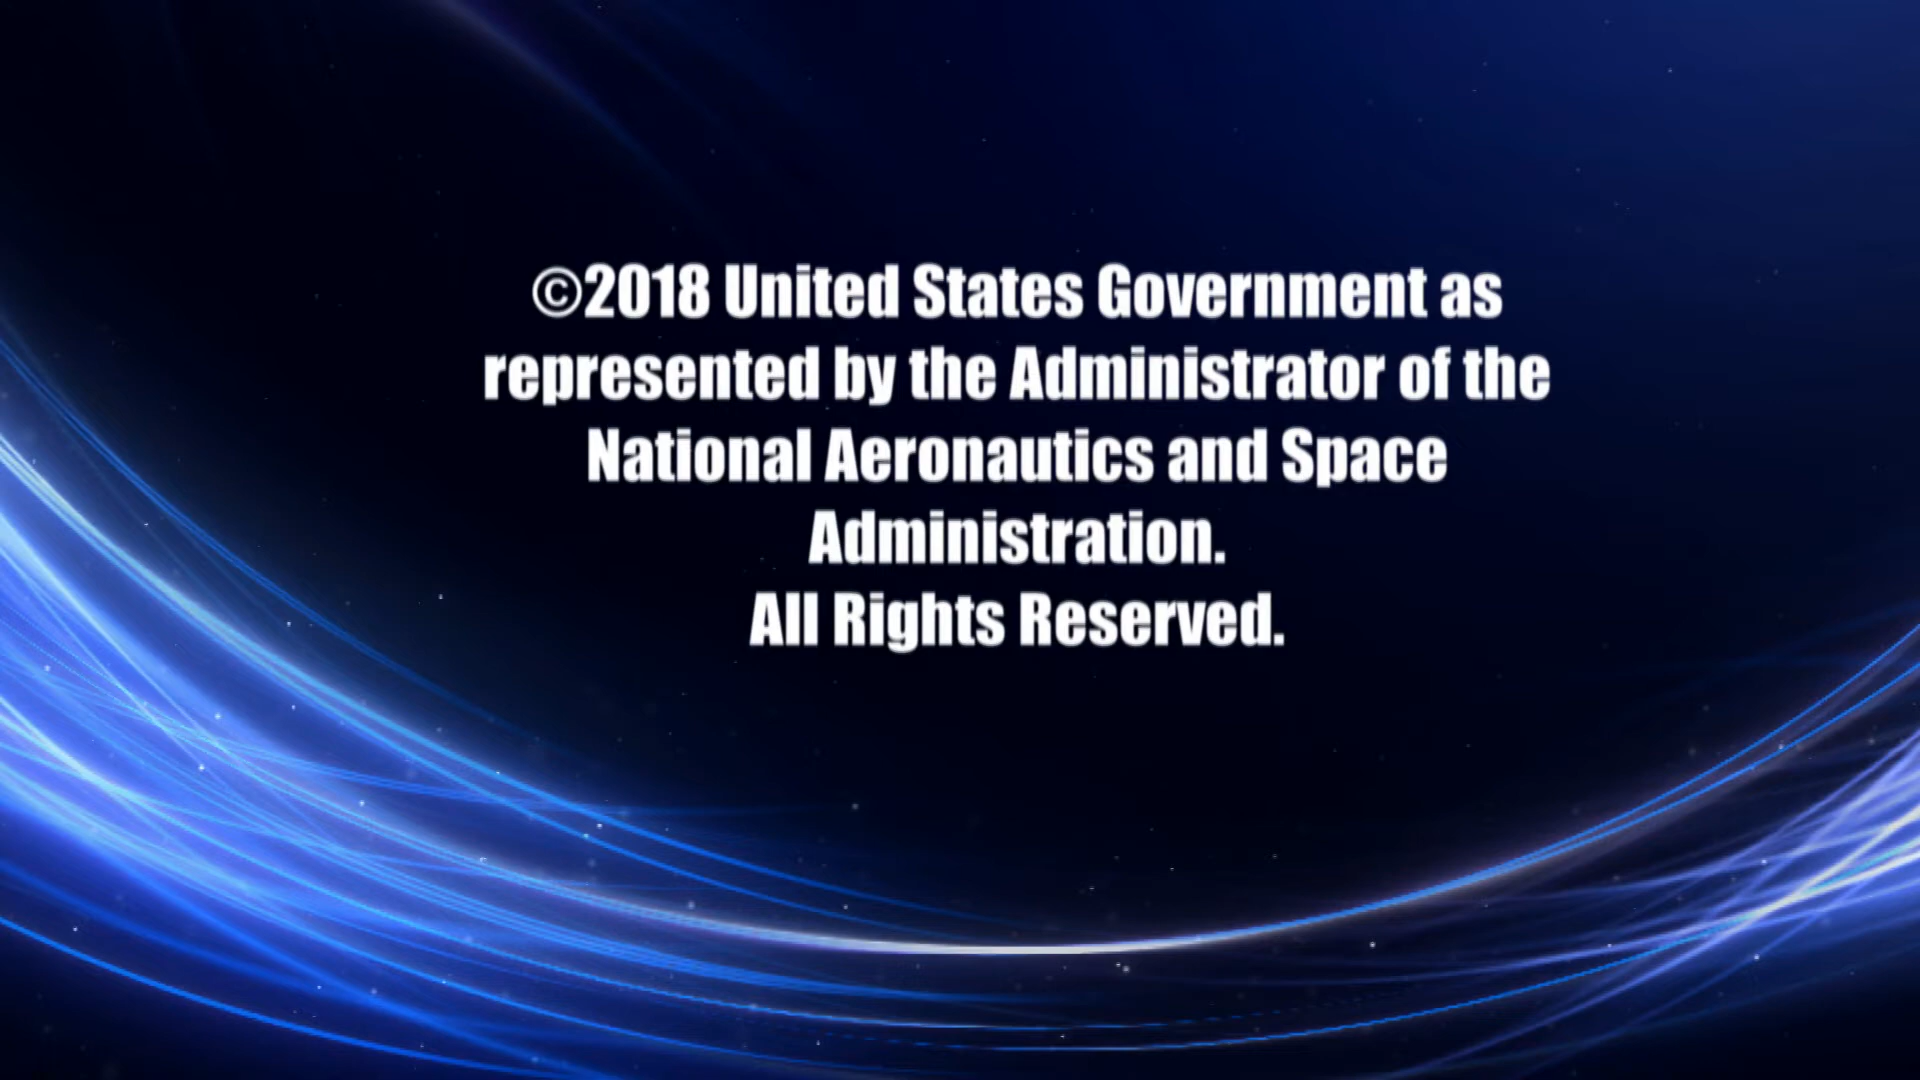 ©2018 United States Government as
represented by the Administrator of the
National Aeronautics and Space
Administration.
All Rights Reserved.